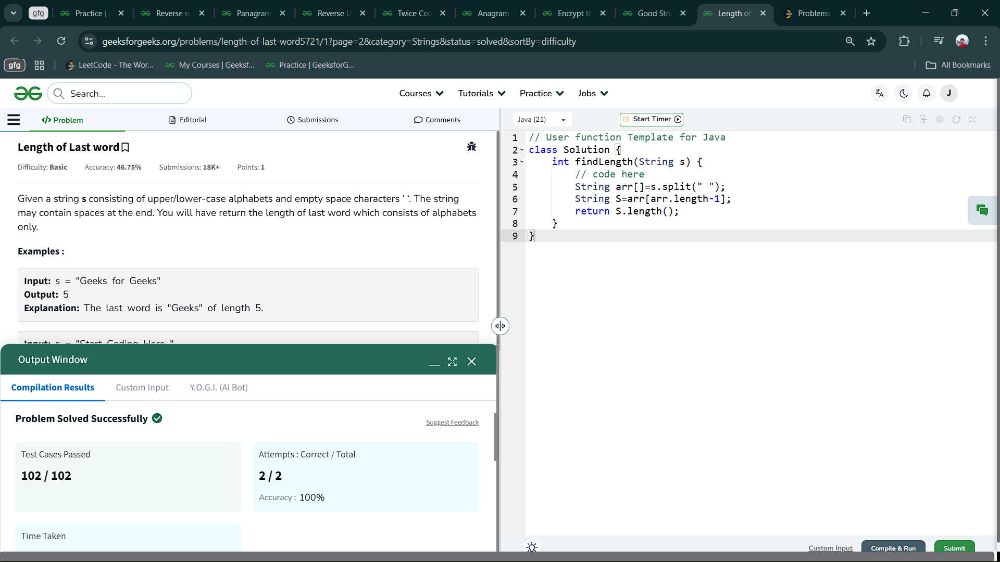 gfg
Practice |
Reverse e
Panagram
Reverse U
Twice Cou
Anagram
Encrypt th
Good Stri
Length of
Problems
geeksforgeeks.org/problems/length-of-last-word5721/1?page=2&category=Strings&status=solved&sortBy=difficulty
gfg
LeetCode - The Wor...
My Courses | Geeksf...
Practice | GeeksforG...
All Bookmarks
Search...
Courses
Tutorials
Practice
Jobs
J
</> Problem
Editorial
Submissions
Comments
Java (21)
Start Timer
Length of Last word
Difficulty: Basic
Accuracy: 46.75%
Submissions: 18K+
Points: 1
Given a string s consisting of upper/lower-case alphabets and empty space characters ‘ ‘. The string
may contain spaces at the end. You will have return the length of last word which consists of alphabets
only.
Examples :
Input: s = "Geeks for Geeks"
Output: 5
Explanation: The last word is "Geeks" of length 5.
Input: s = "Start Coding Here "
Output Window
Compilation Results
Custom Input
Y.O.G.I. (AI Bot)
Problem Solved Successfully
Suggest Feedback
Test Cases Passed
102 / 102
Attempts : Correct / Total
2 / 2
Accuracy : 100%
Time Taken
1 // User function Template for Java
2 class Solution {
3 int findLength(String s) {
4 // code here
5 String arr[]=s.split(" ");
6 String S=arr[arr.length-1];
7 return S.length();
8 }
9 }
Custom Input
Compile & Run
Submit